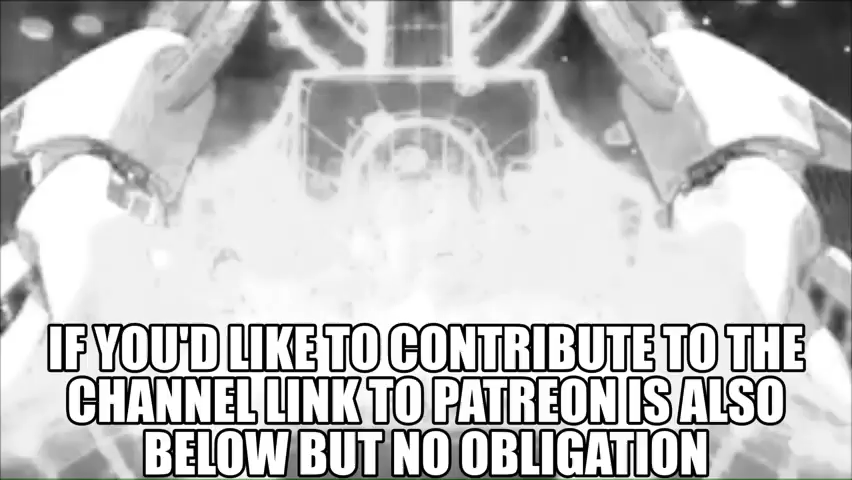 IF YOU'D LIKE TO CONTRIBUTE TO THE
CHANNEL LINK TO PATREON IS ALSO
BELOW BUT NO OBLIGATION